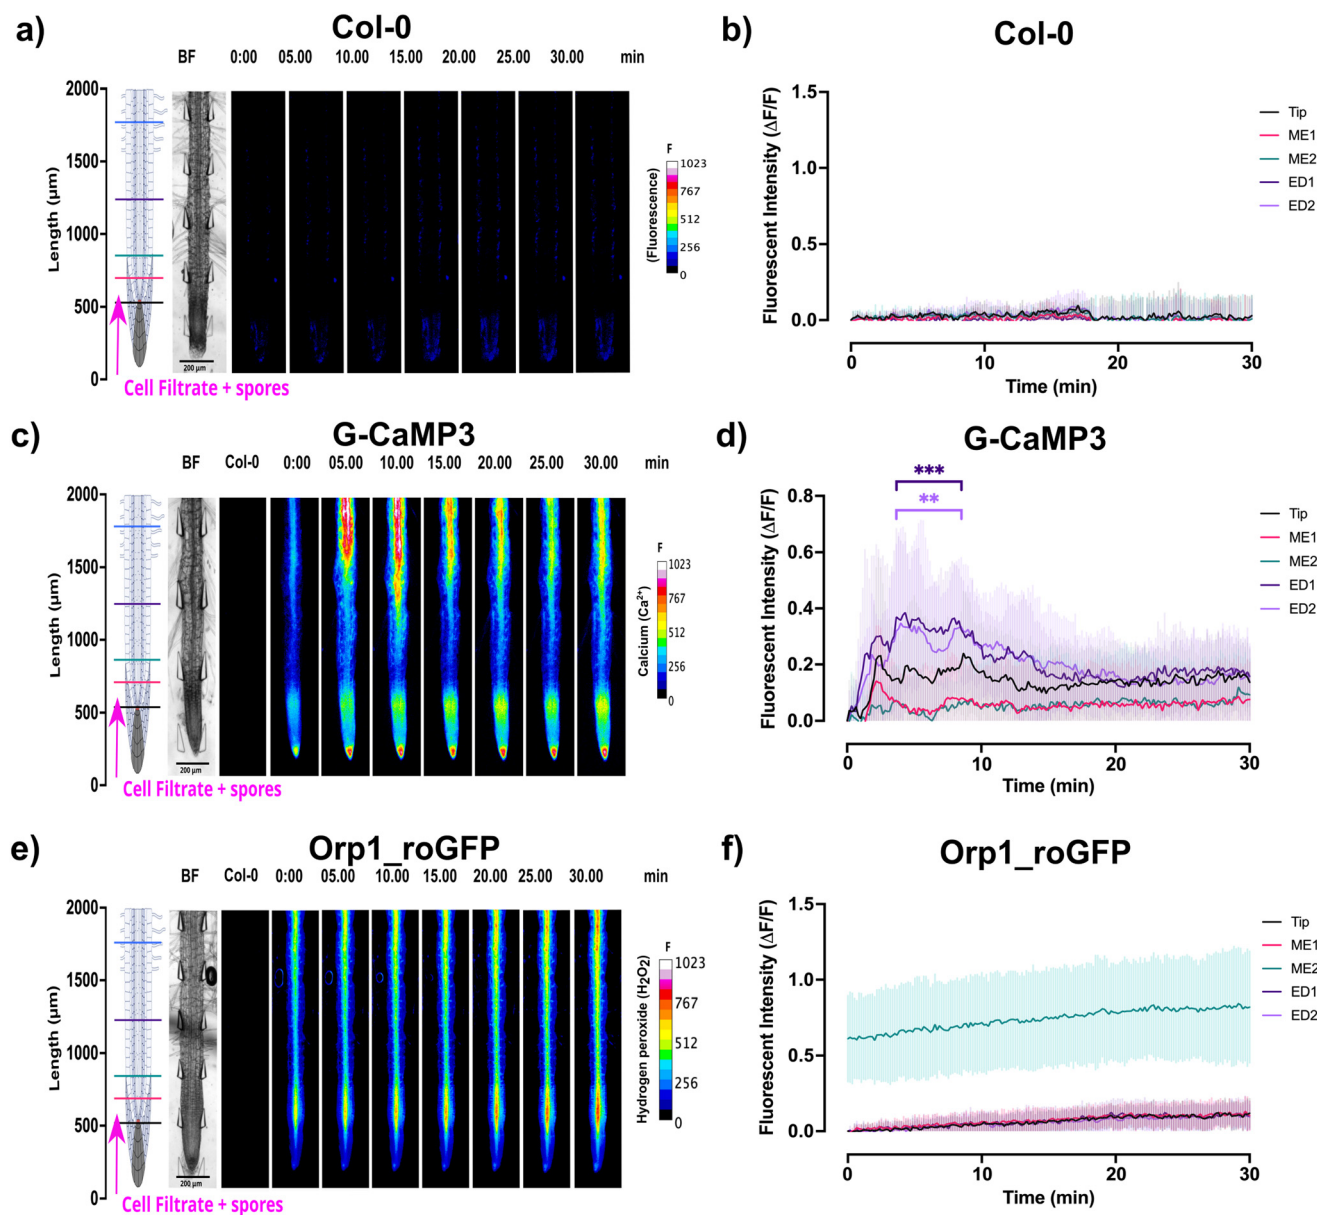 a)
Col-0
BF 0:00 05.00 10.00 15.00 20.00 25.00 30.00 min
Length (µm)
2000
1500
1000
500
0
200 µm
Cell Filtrate + spores
F
(Fluorescence)
1023
767
512
256
0
b)
Col-0
Fluorescent Intensity (ΔF/F)
1.5
1.0
0.5
0.0
0 10 20 30
Time (min)
Tip
ME1
ME2
ED1
ED2
c)
G-CaMP3
BF Col-0 0:00 05.00 10.00 15.00 20.00 25.00 30.00 min
Length (µm)
2000
1500
1000
500
0
200 µm
Cell Filtrate + spores
F
Calcium (Ca²⁺)
1023
767
512
256
0
d)
G-CaMP3
***
**
Fluorescent Intensity (ΔF/F)
0.8
0.6
0.4
0.2
0.0
0 10 20 30
Time (min)
Tip
ME1
ME2
ED1
ED2
e)
Orp1_roGFP
BF Col-0 0:00 05.00 10.00 15.00 20.00 25.00 30.00 min
Length (µm)
2000
1500
1000
500
0
200 µm
Cell Filtrate + spores
F
Hydrogen peroxide (H₂O₂)
1023
767
512
256
0
f)
Orp1_roGFP
Fluorescent Intensity (ΔF/F)
1.5
1.0
0.5
0.0
0 10 20 30
Time (min)
Tip
ME1
ME2
ED1
ED2